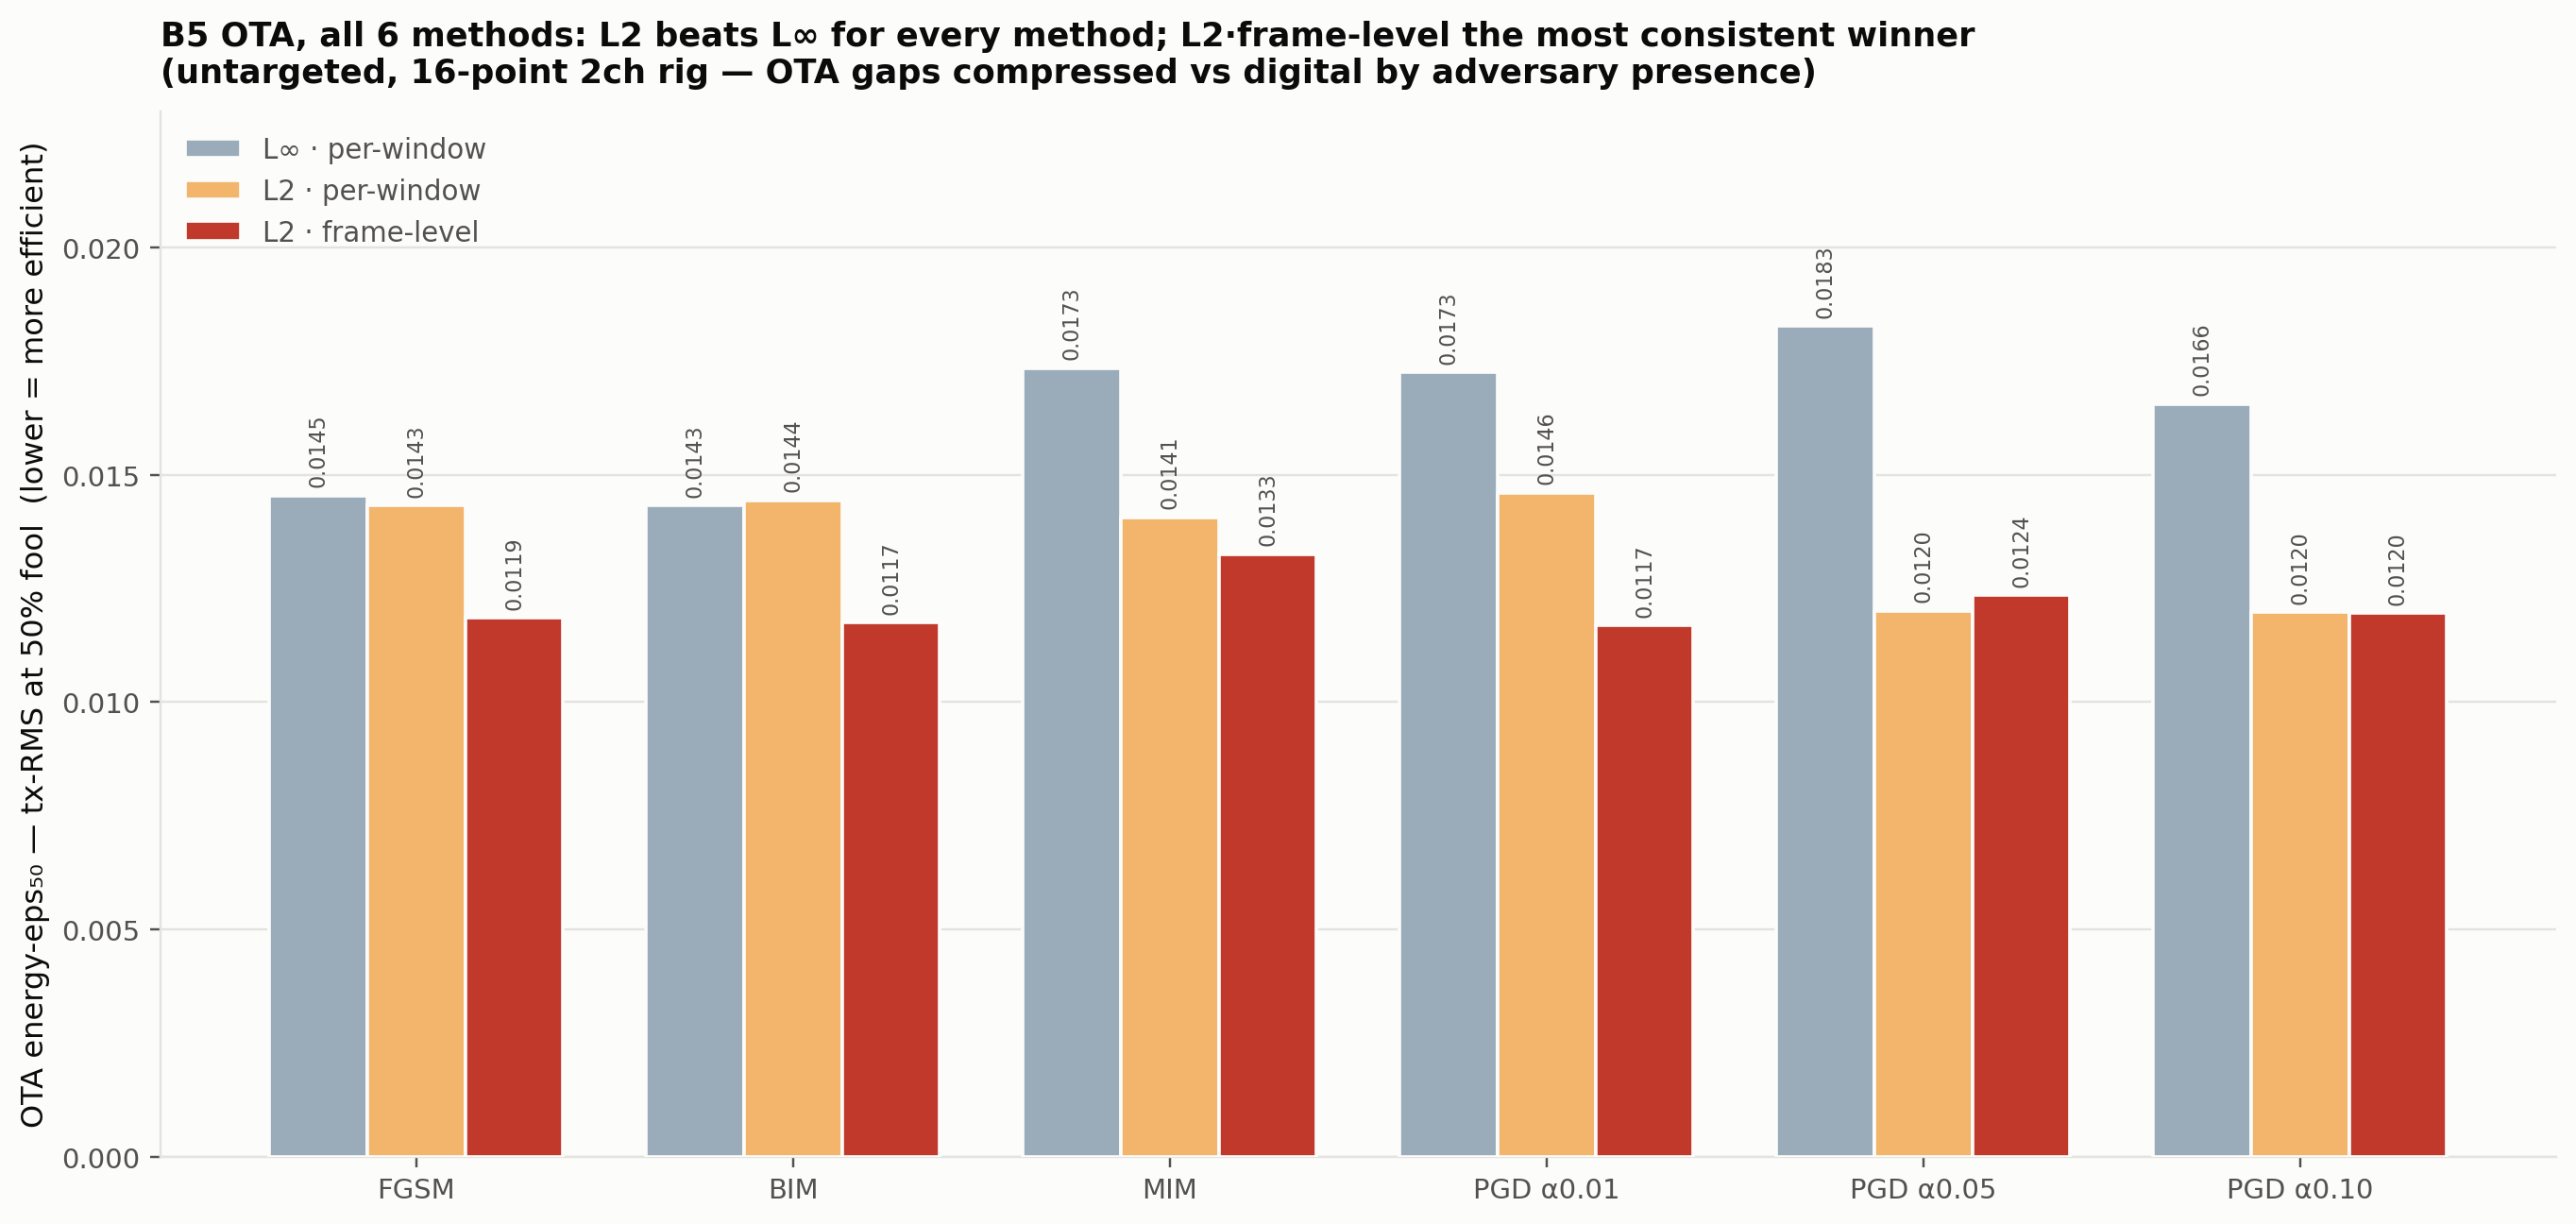 B5 OTA, all 6 methods: L2 beats L∞ for every method; L2·frame-level the most consistent winner
(untargeted, 16-point 2ch rig — OTA gaps compressed vs digital by adversary presence)
OTA energy-eps₅₀ — tx-RMS at 50% fool (lower = more efficient)
L∞ · per-window
L2 · per-window
L2 · frame-level
0.020
0.015
0.010
0.005
0.000
0.0145
0.0143
0.0119
0.0143
0.0144
0.0117
0.0173
0.0141
0.0133
0.0173
0.0146
0.0117
0.0183
0.0120
0.0124
0.0166
0.0120
0.0120
FGSM
BIM
MIM
PGD α0.01
PGD α0.05
PGD α0.10